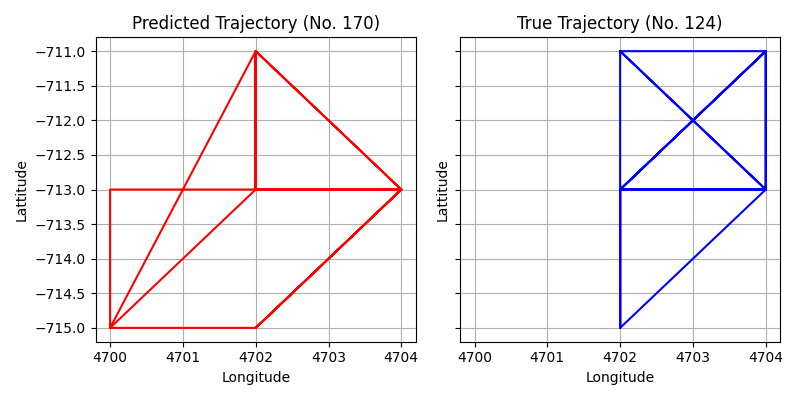 Predicted Trajectory (No. 170)
True Trajectory (No. 124)
−711.0
−711.5
−712.0
−712.5
−713.0
−713.5
−714.0
−714.5
−715.0
Lattitude
Lattitude
4700 4701 4702 4703 4704
4700 4701 4702 4703 4704
Longitude
Longitude